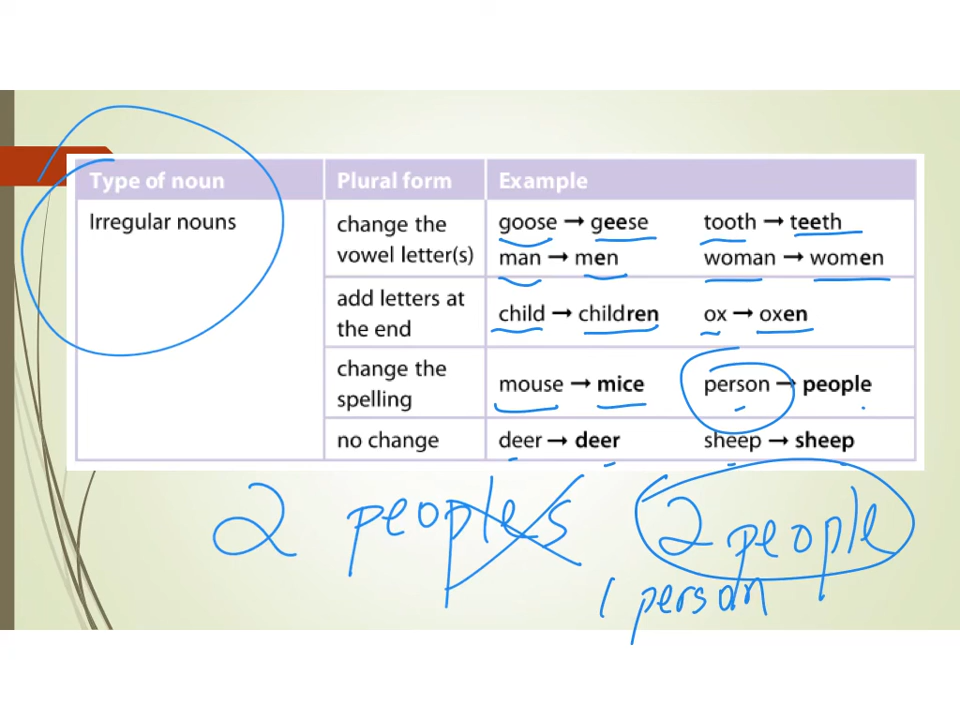 Type of noun Plural form Example
Irregular nouns change the vowel letter(s) goose → geese tooth → teeth
man → men woman → women
add letters at the end child → children ox → oxen
change the spelling mouse → mice person → people
no change deer → deer sheep → sheep
2 peoples 2 people
1 person